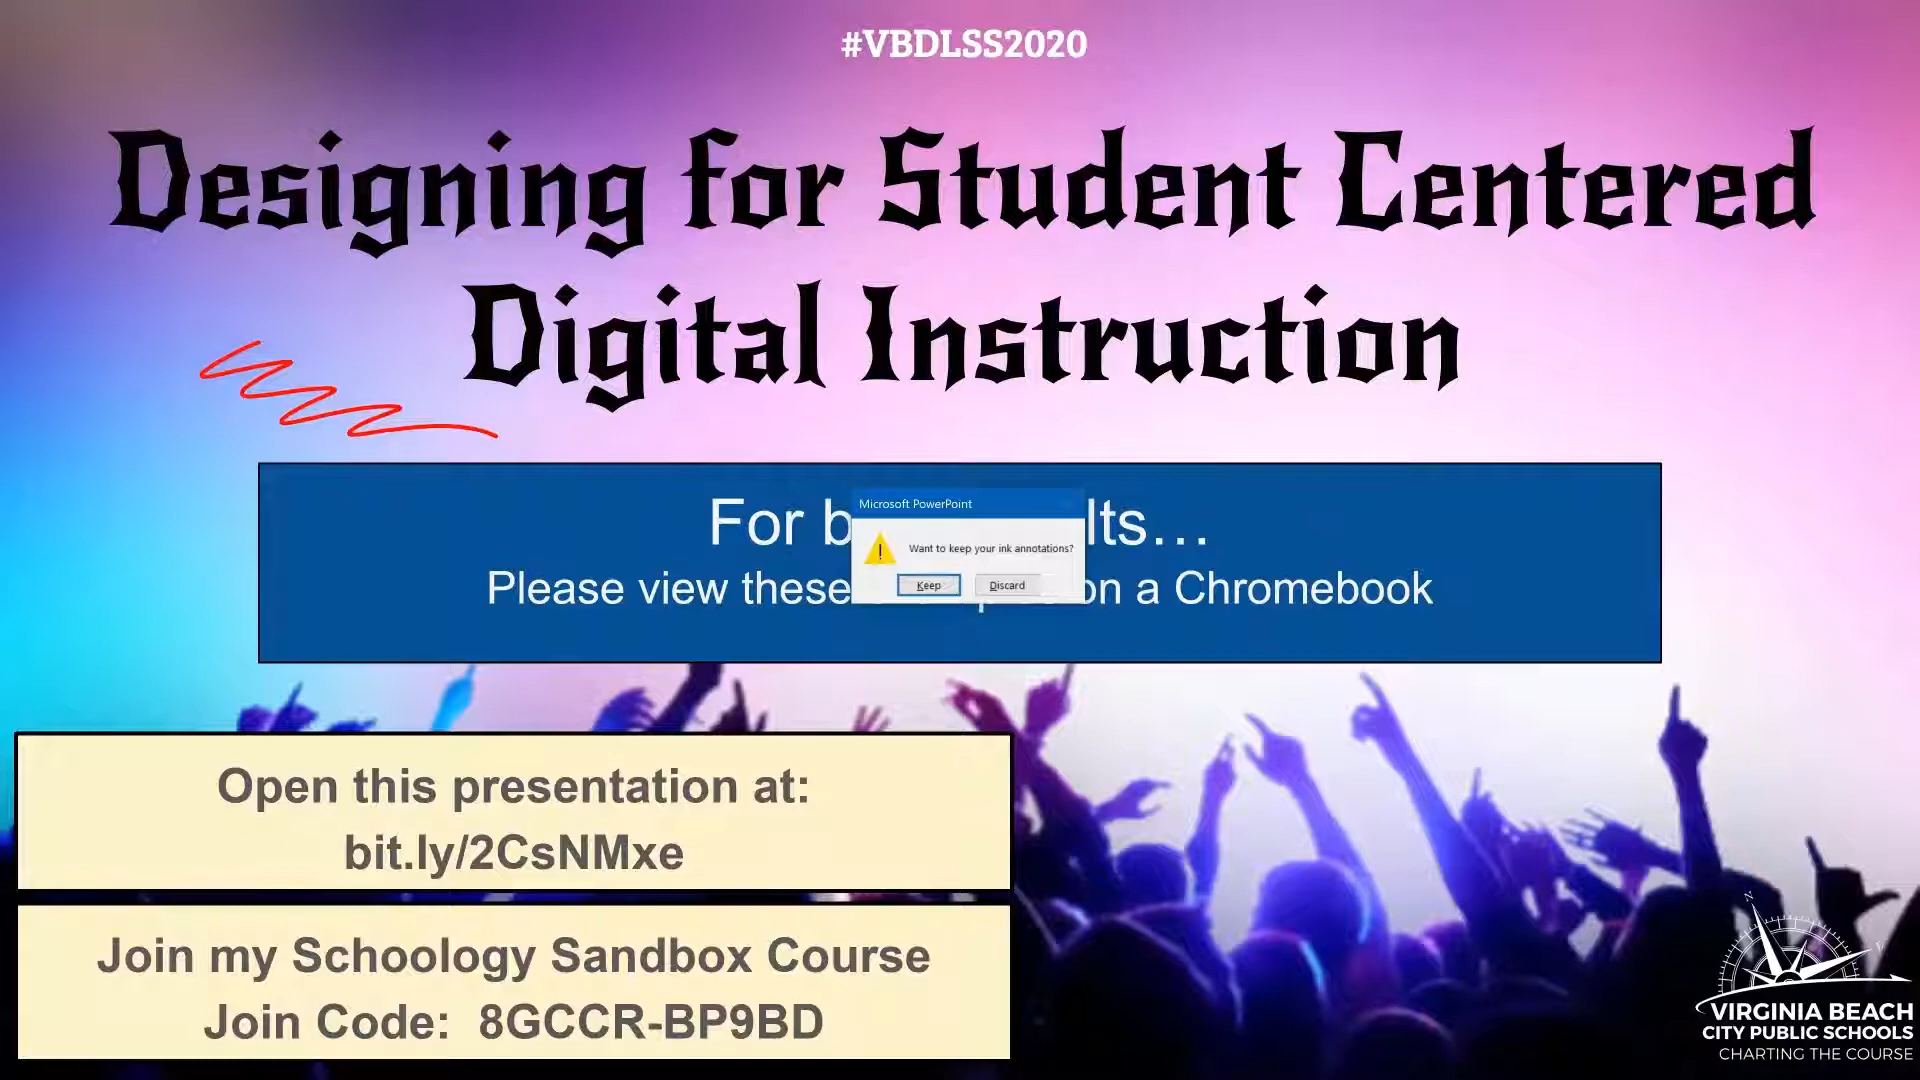 #VBDLSS2020
Designing for Student Centered
Digital Instruction
For b lts...
Please view these on a Chromebook
Microsoft PowerPoint
Want to keep your ink annotations?
Keep Discard
Open this presentation at:
bit.ly/2CsNMxe
Join my Schoology Sandbox Course
Join Code: 8GCCR-BP9BD
N
VIRGINIA BEACH
CITY PUBLIC SCHOOLS
CHARTING THE COURSE